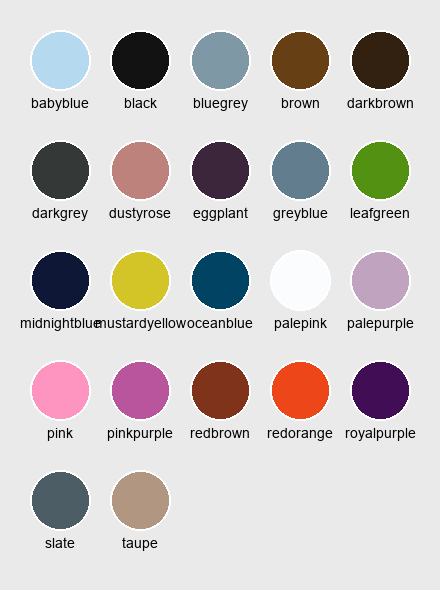 babyblue black bluegrey brown darkbrown
darkgrey dustyrose eggplant greyblue leafgreen
midnightblue mustardyellow oceanblue palepink palepurple
pink pinkpurple redbrown redorange royalpurple
slate taupe